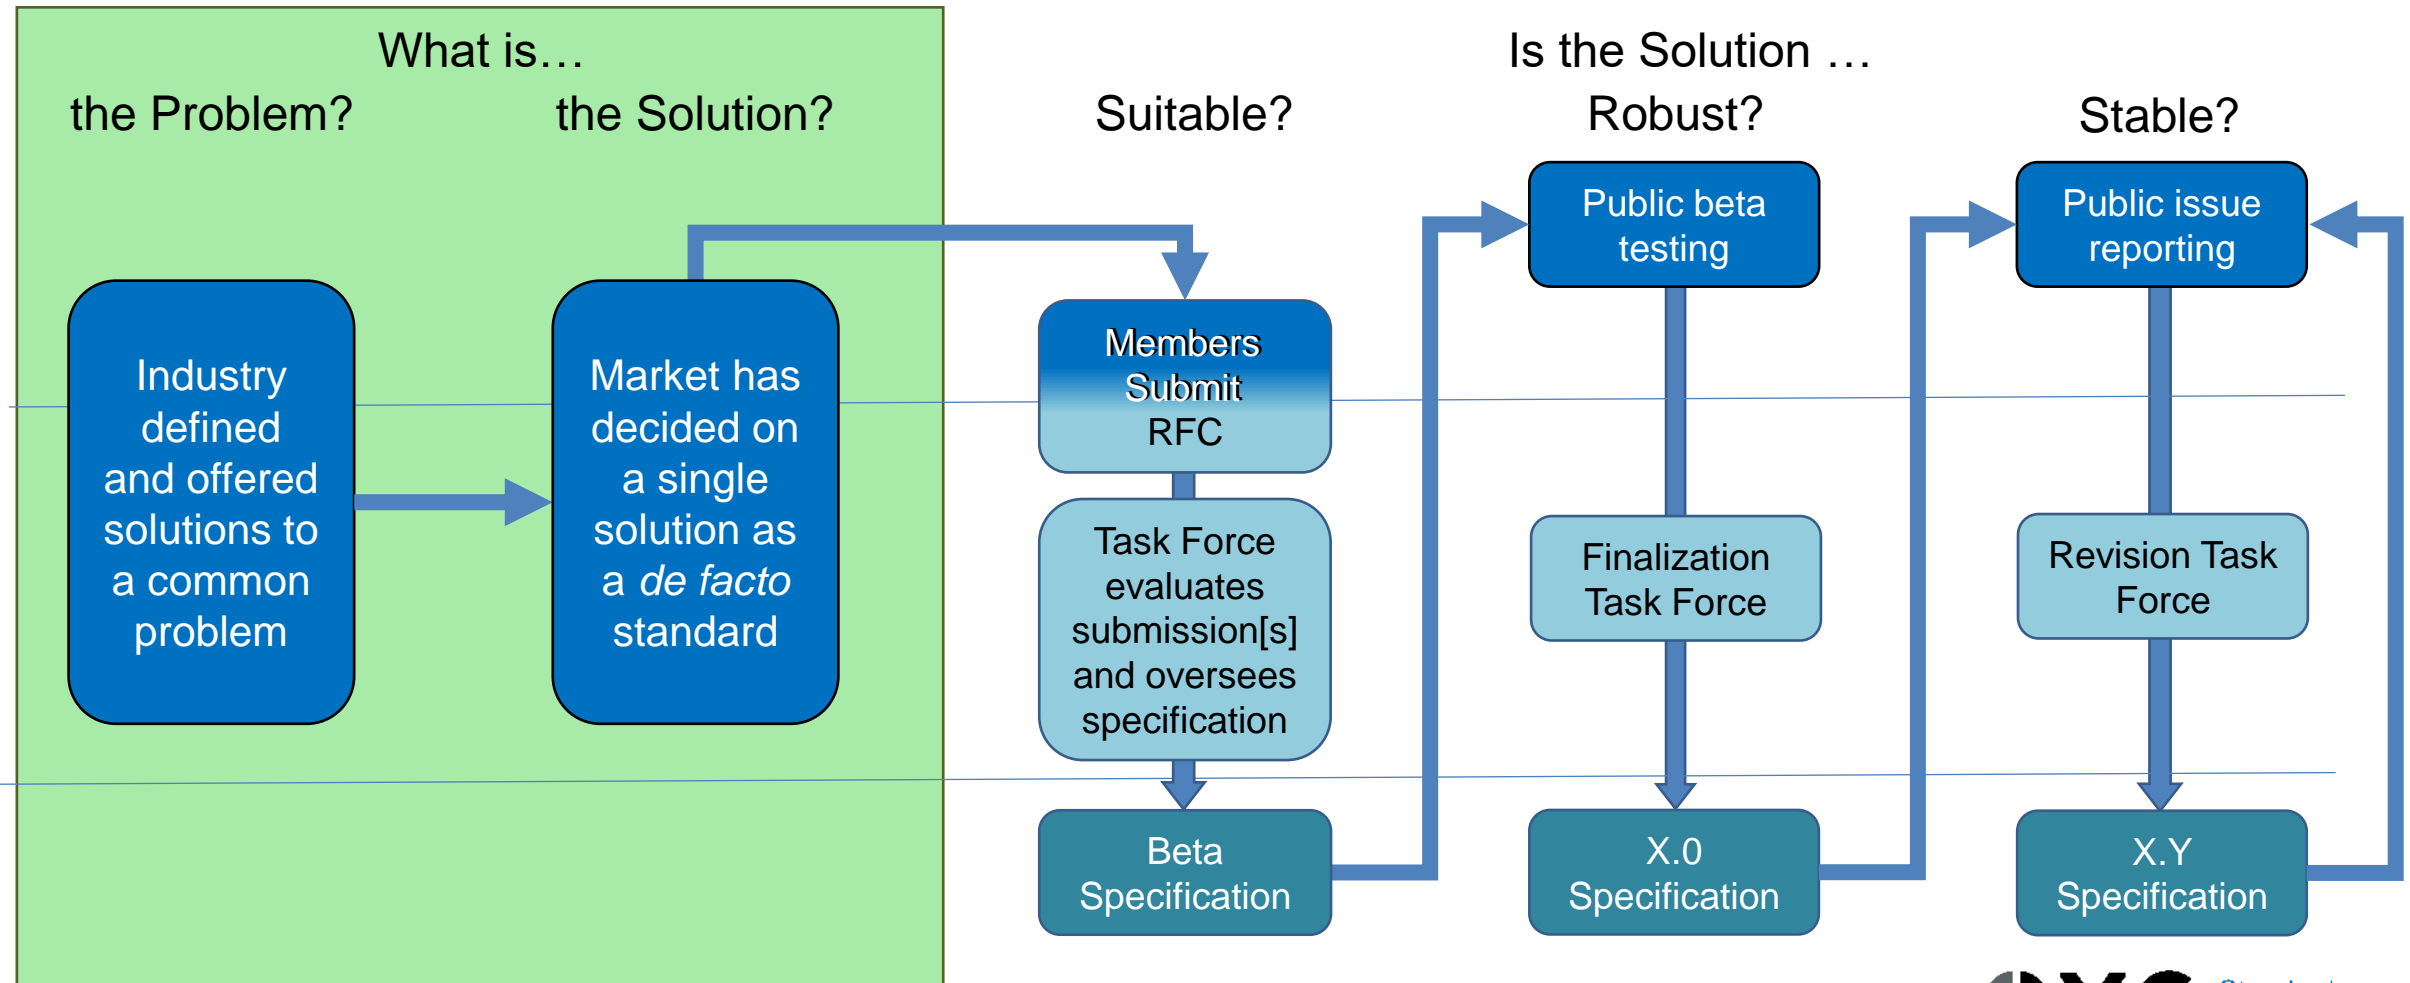 What is…
the Problem?
the Solution?
Is the Solution …
Suitable?
Robust?
Stable?
Industry
defined
and offered
solutions to
a common
problem
Market has
decided on
a single
solution as
a de facto
standard
Members
Submit
RFC
Task Force
evaluates
submission[s]
and oversees
specification
Beta
Specification
Public beta
testing
Finalization
Task Force
X.0
Specification
Public issue
reporting
Revision Task
Force
X.Y
Specification